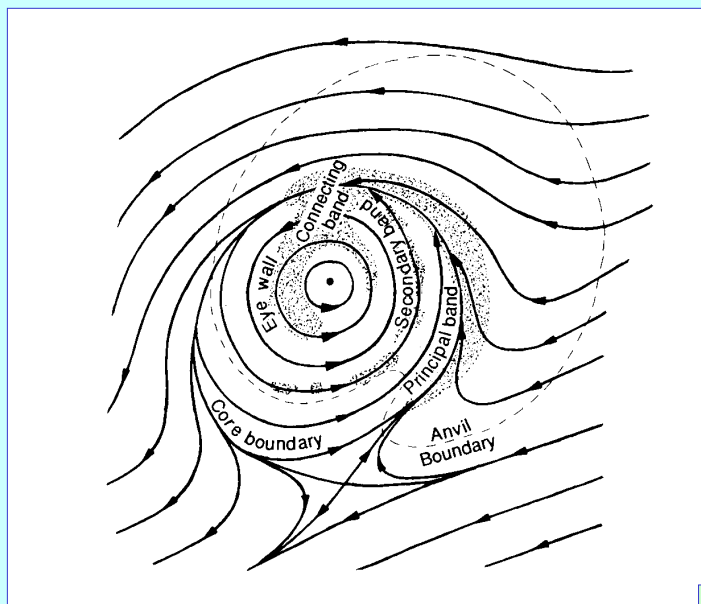 Connecting
band
Secondary band
Eye wall
Principal band
Core boundary
Anvil
Boundary